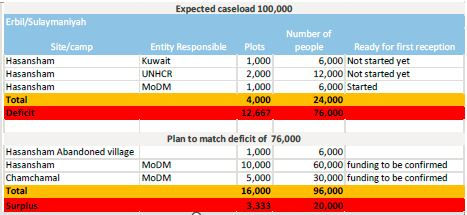 Expected caseload 100,000
Erbil/Sulaymaniyah
Number of
Site/camp Entity Responsible Plots people Ready for first reception
Hasansham Kuwait 1,000 6,000 Not started yet
Hasansham UNHCR 2,000 12,000 Not started yet
Hasansham MoDM 1,000 6,000 Started
Total 4,000 24,000
Deficit 12,667 76,000
Plan to match deficit of 76,000
Hasansham Abandoned village 1,000 6,000
Hasansham MoDM 10,000 60,000 funding to be confirmed
Chamchamal MoDM 5,000 30,000 funding to be confirmed
Total 16,000 96,000
Surplus 3,333 20,000